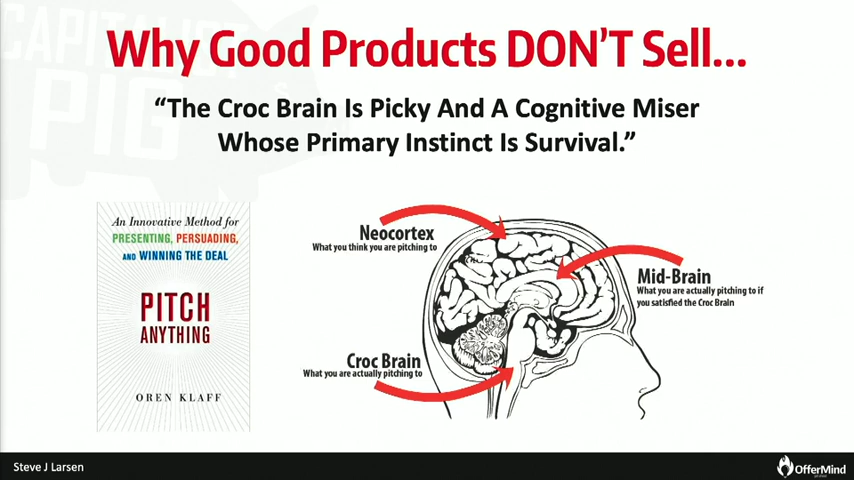 CAPITALIST
PIG
Why Good Products DON'T Sell...
“The Croc Brain Is Picky And A Cognitive Miser
Whose Primary Instinct Is Survival.”
An Innovative Method for
PRESENTING, PERSUADING,
AND WINNING THE DEAL
PITCH
ANYTHING
OREN KLAFF
Neocortex
What you think you are pitching to
Mid-Brain
What you are actually pitching to if
you satisfied the Croc Brain
Croc Brain
What you are actually pitching to
Steve J Larsen
OfferMind